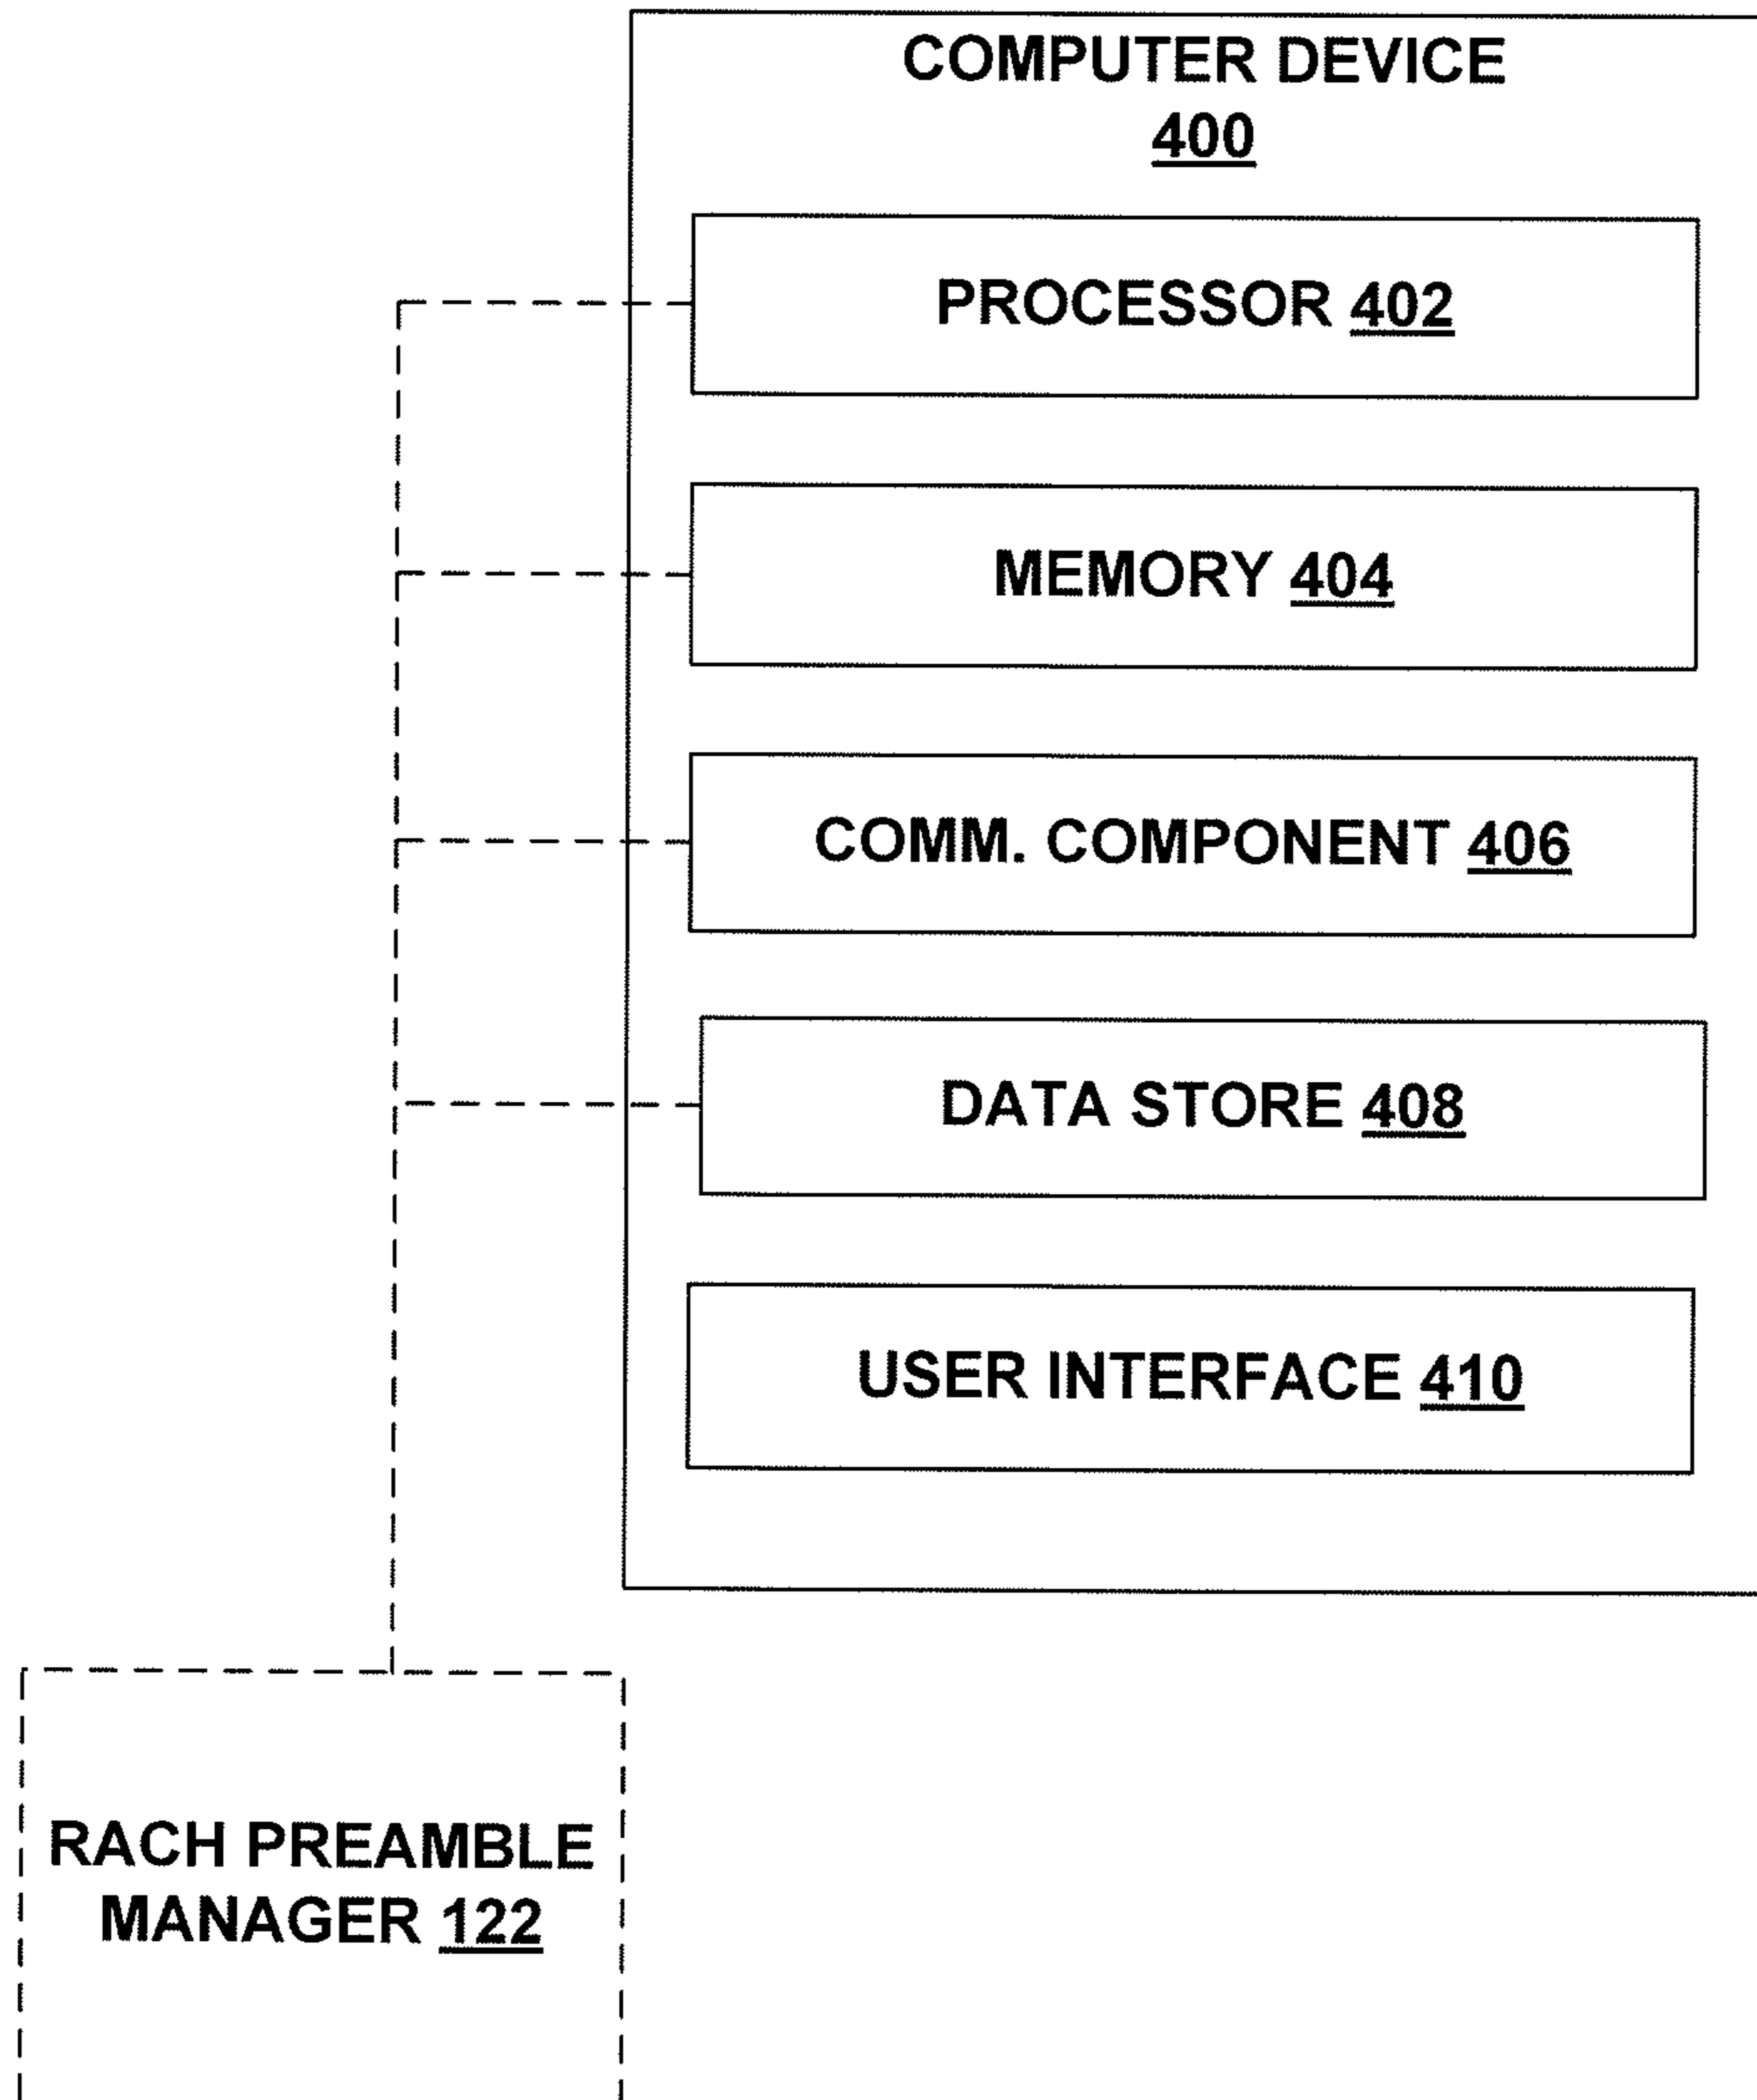 COMPUTER DEVICE
400
PROCESSOR 402
MEMORY 404
COMM. COMPONENT 406
DATA STORE 408
USER INTERFACE 410
RACH PREAMBLE
MANAGER 122